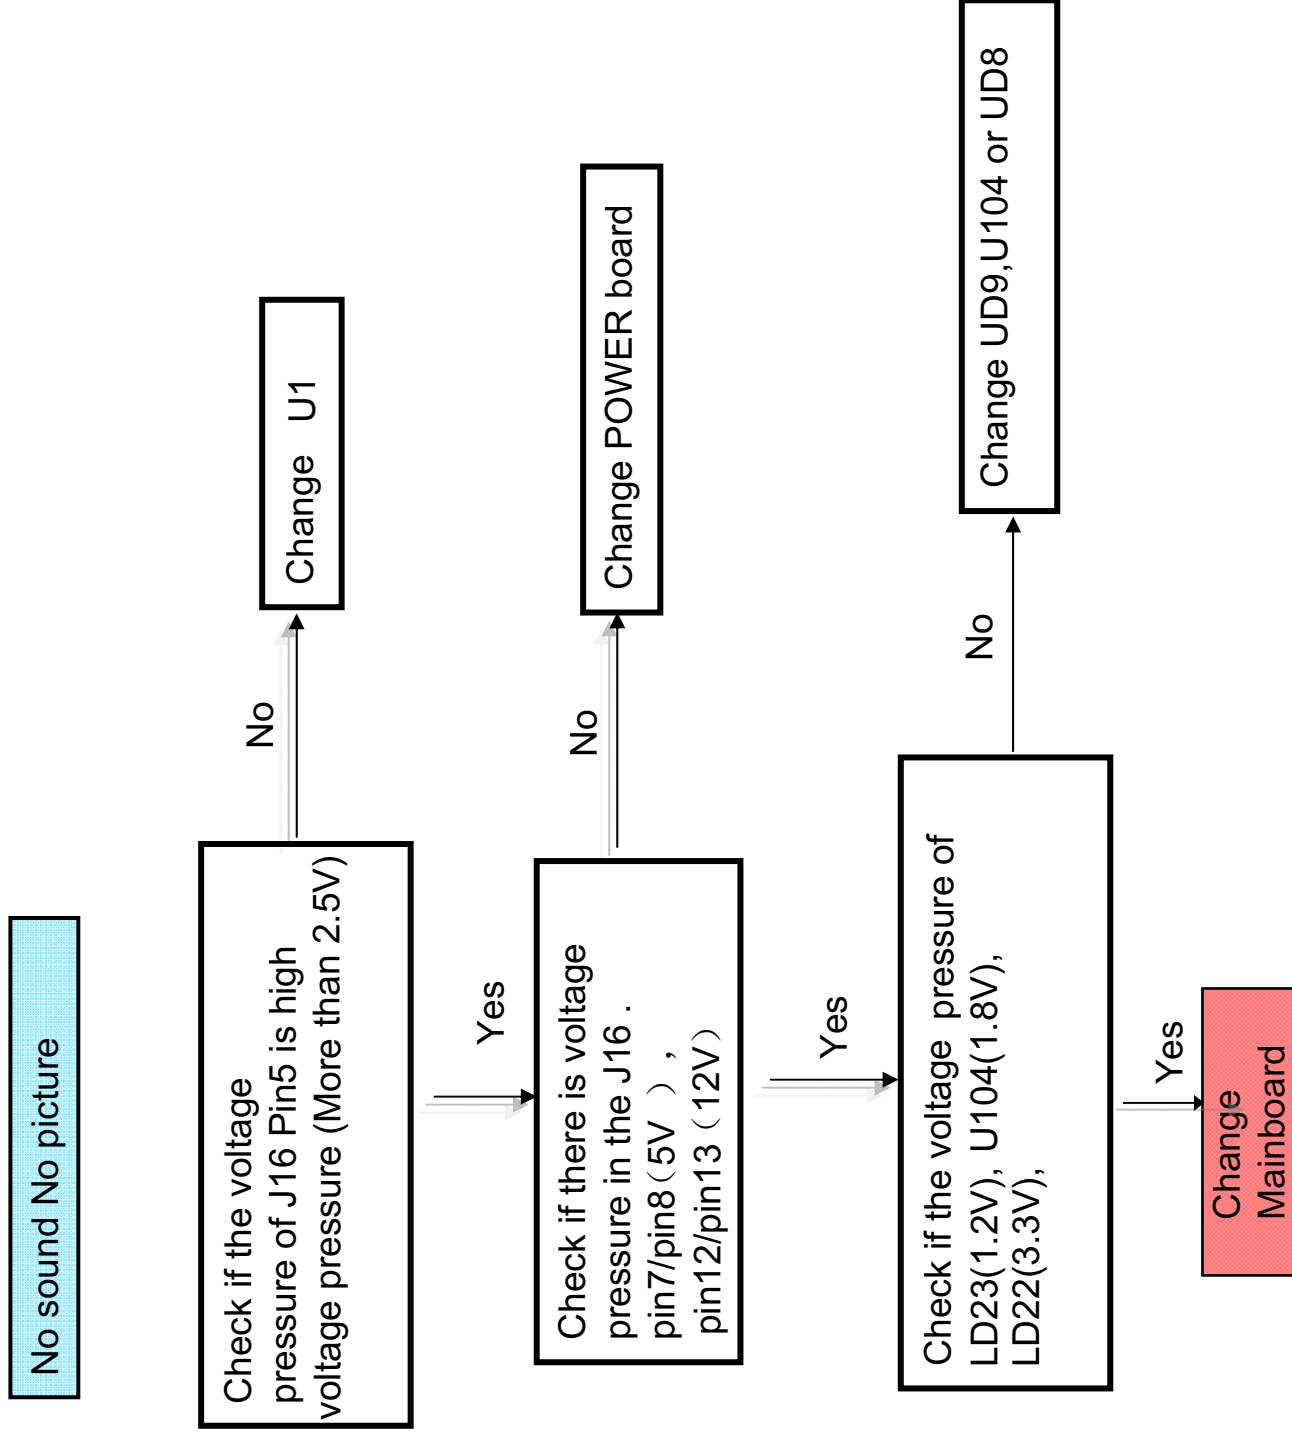 No sound No picture
Check if the voltage
pressure of J16 Pin5 is high
voltage pressure (More than 2.5V)
No
Change U1
Yes
Check if there is voltage
pressure in the J16 .
pin7/pin8（5V ），
pin12/pin13（12V）
No
Change POWER board
Yes
Check if the voltage pressure of
LD23(1.2V), U104(1.8V),
LD22(3.3V),
No
Change UD9,U104 or UD8
Yes
Change
Mainboard